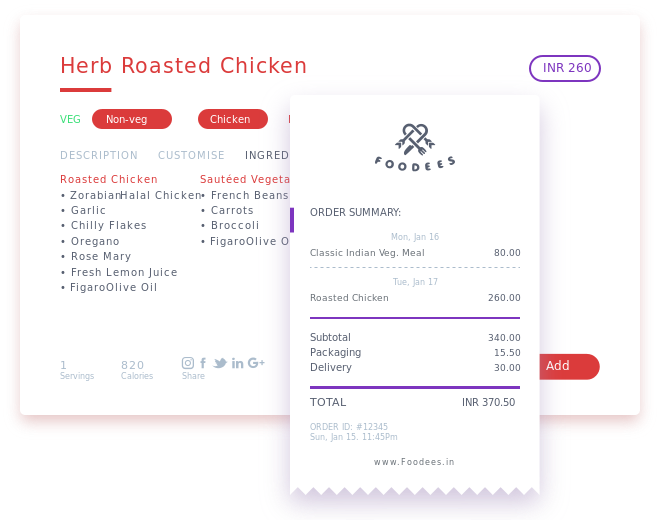 Herb Roasted Chicken
INR 260
VEG Non-veg Chicken
DESCRIPTION CUSTOMISE INGRED
Roasted Chicken
• ZorabianHalal Chicken
• Garlic
• Chilly Flakes
• Oregano
• Rose Mary
• Fresh Lemon Juice
• FigaroOlive Oil
Sautéed Vegeta
• French Beans
• Carrots
• Broccoli
• FigaroOlive O
1
Servings
820
Calories
Share
Add
FOODEES
ORDER SUMMARY:
Mon, Jan 16
Classic Indian Veg. Meal 80.00
Tue, Jan 17
Roasted Chicken 260.00
Subtotal 340.00
Packaging 15.50
Delivery 30.00
TOTAL INR 370.50
ORDER ID: #12345
Sun, Jan 15. 11:45Pm
www.Foodees.in